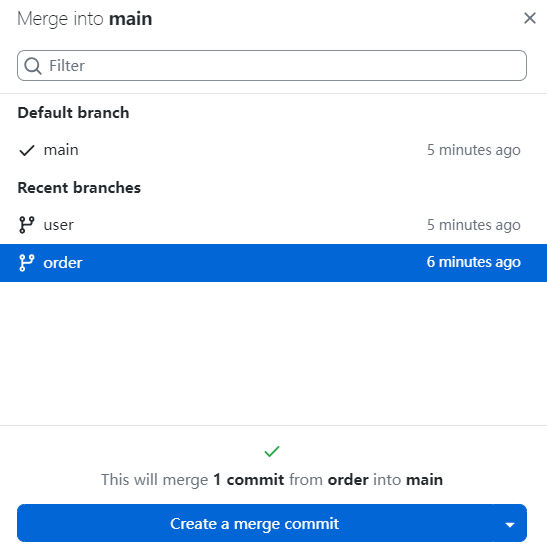 Merge into main
Filter
Default branch
main 5 minutes ago
Recent branches
user 5 minutes ago
order 6 minutes ago
This will merge 1 commit from order into main
Create a merge commit